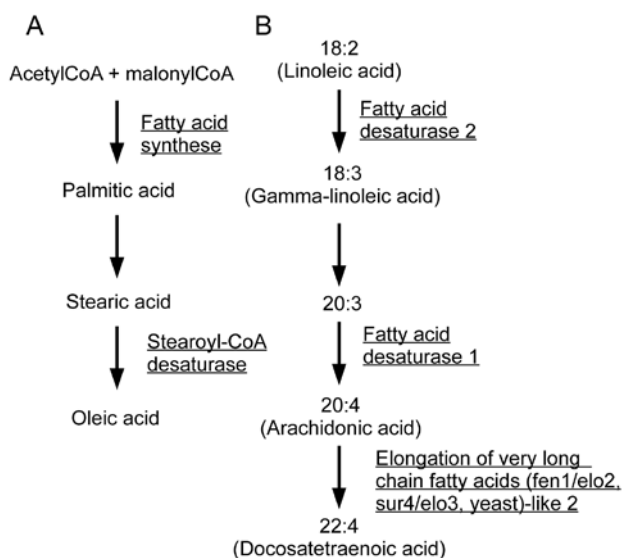 A
AcetylCoA + malonylCoA
Fatty acid
synthese
Palmitic acid
Stearic acid
Stearoyl-CoA
desaturase
Oleic acid
B
18:2
(Linoleic acid)
Fatty acid
desaturase 2
18:3
(Gamma-linoleic acid)
20:3
Fatty acid
desaturase 1
20:4
(Arachidonic acid)
Elongation of very long
chain fatty acids (fen1/elo2,
sur4/elo3, yeast)-like 2
22:4
(Docosatetraenoic acid)